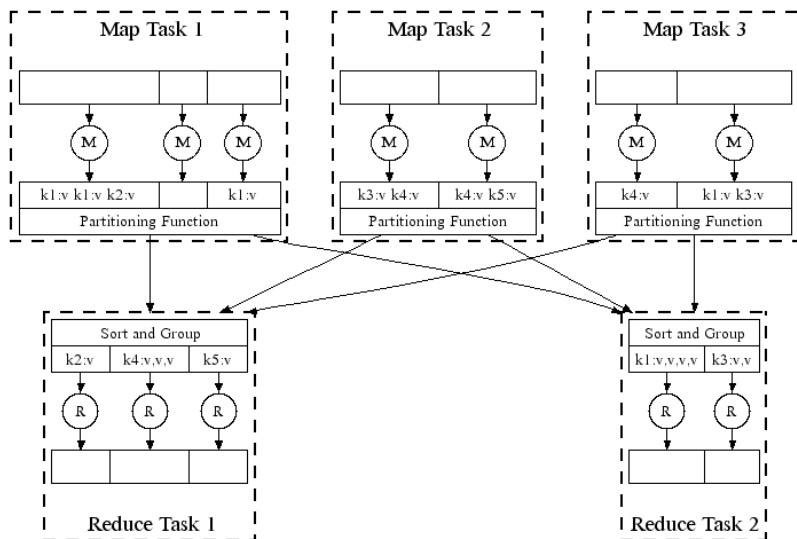 Map Task 1
Map Task 2
Map Task 3
M M M
M M
M M
k1:v k1:v k2:v k1:v
k3:v k4:v k4:v k5:v
k4:v k1:v k3:v
Partitioning Function
Partitioning Function
Partitioning Function
Sort and Group
k2:v k4:v,v,v k5:v
R R R
Reduce Task 1
Sort and Group
k1:v,v,v,v k3:v,v
R R
Reduce Task 2